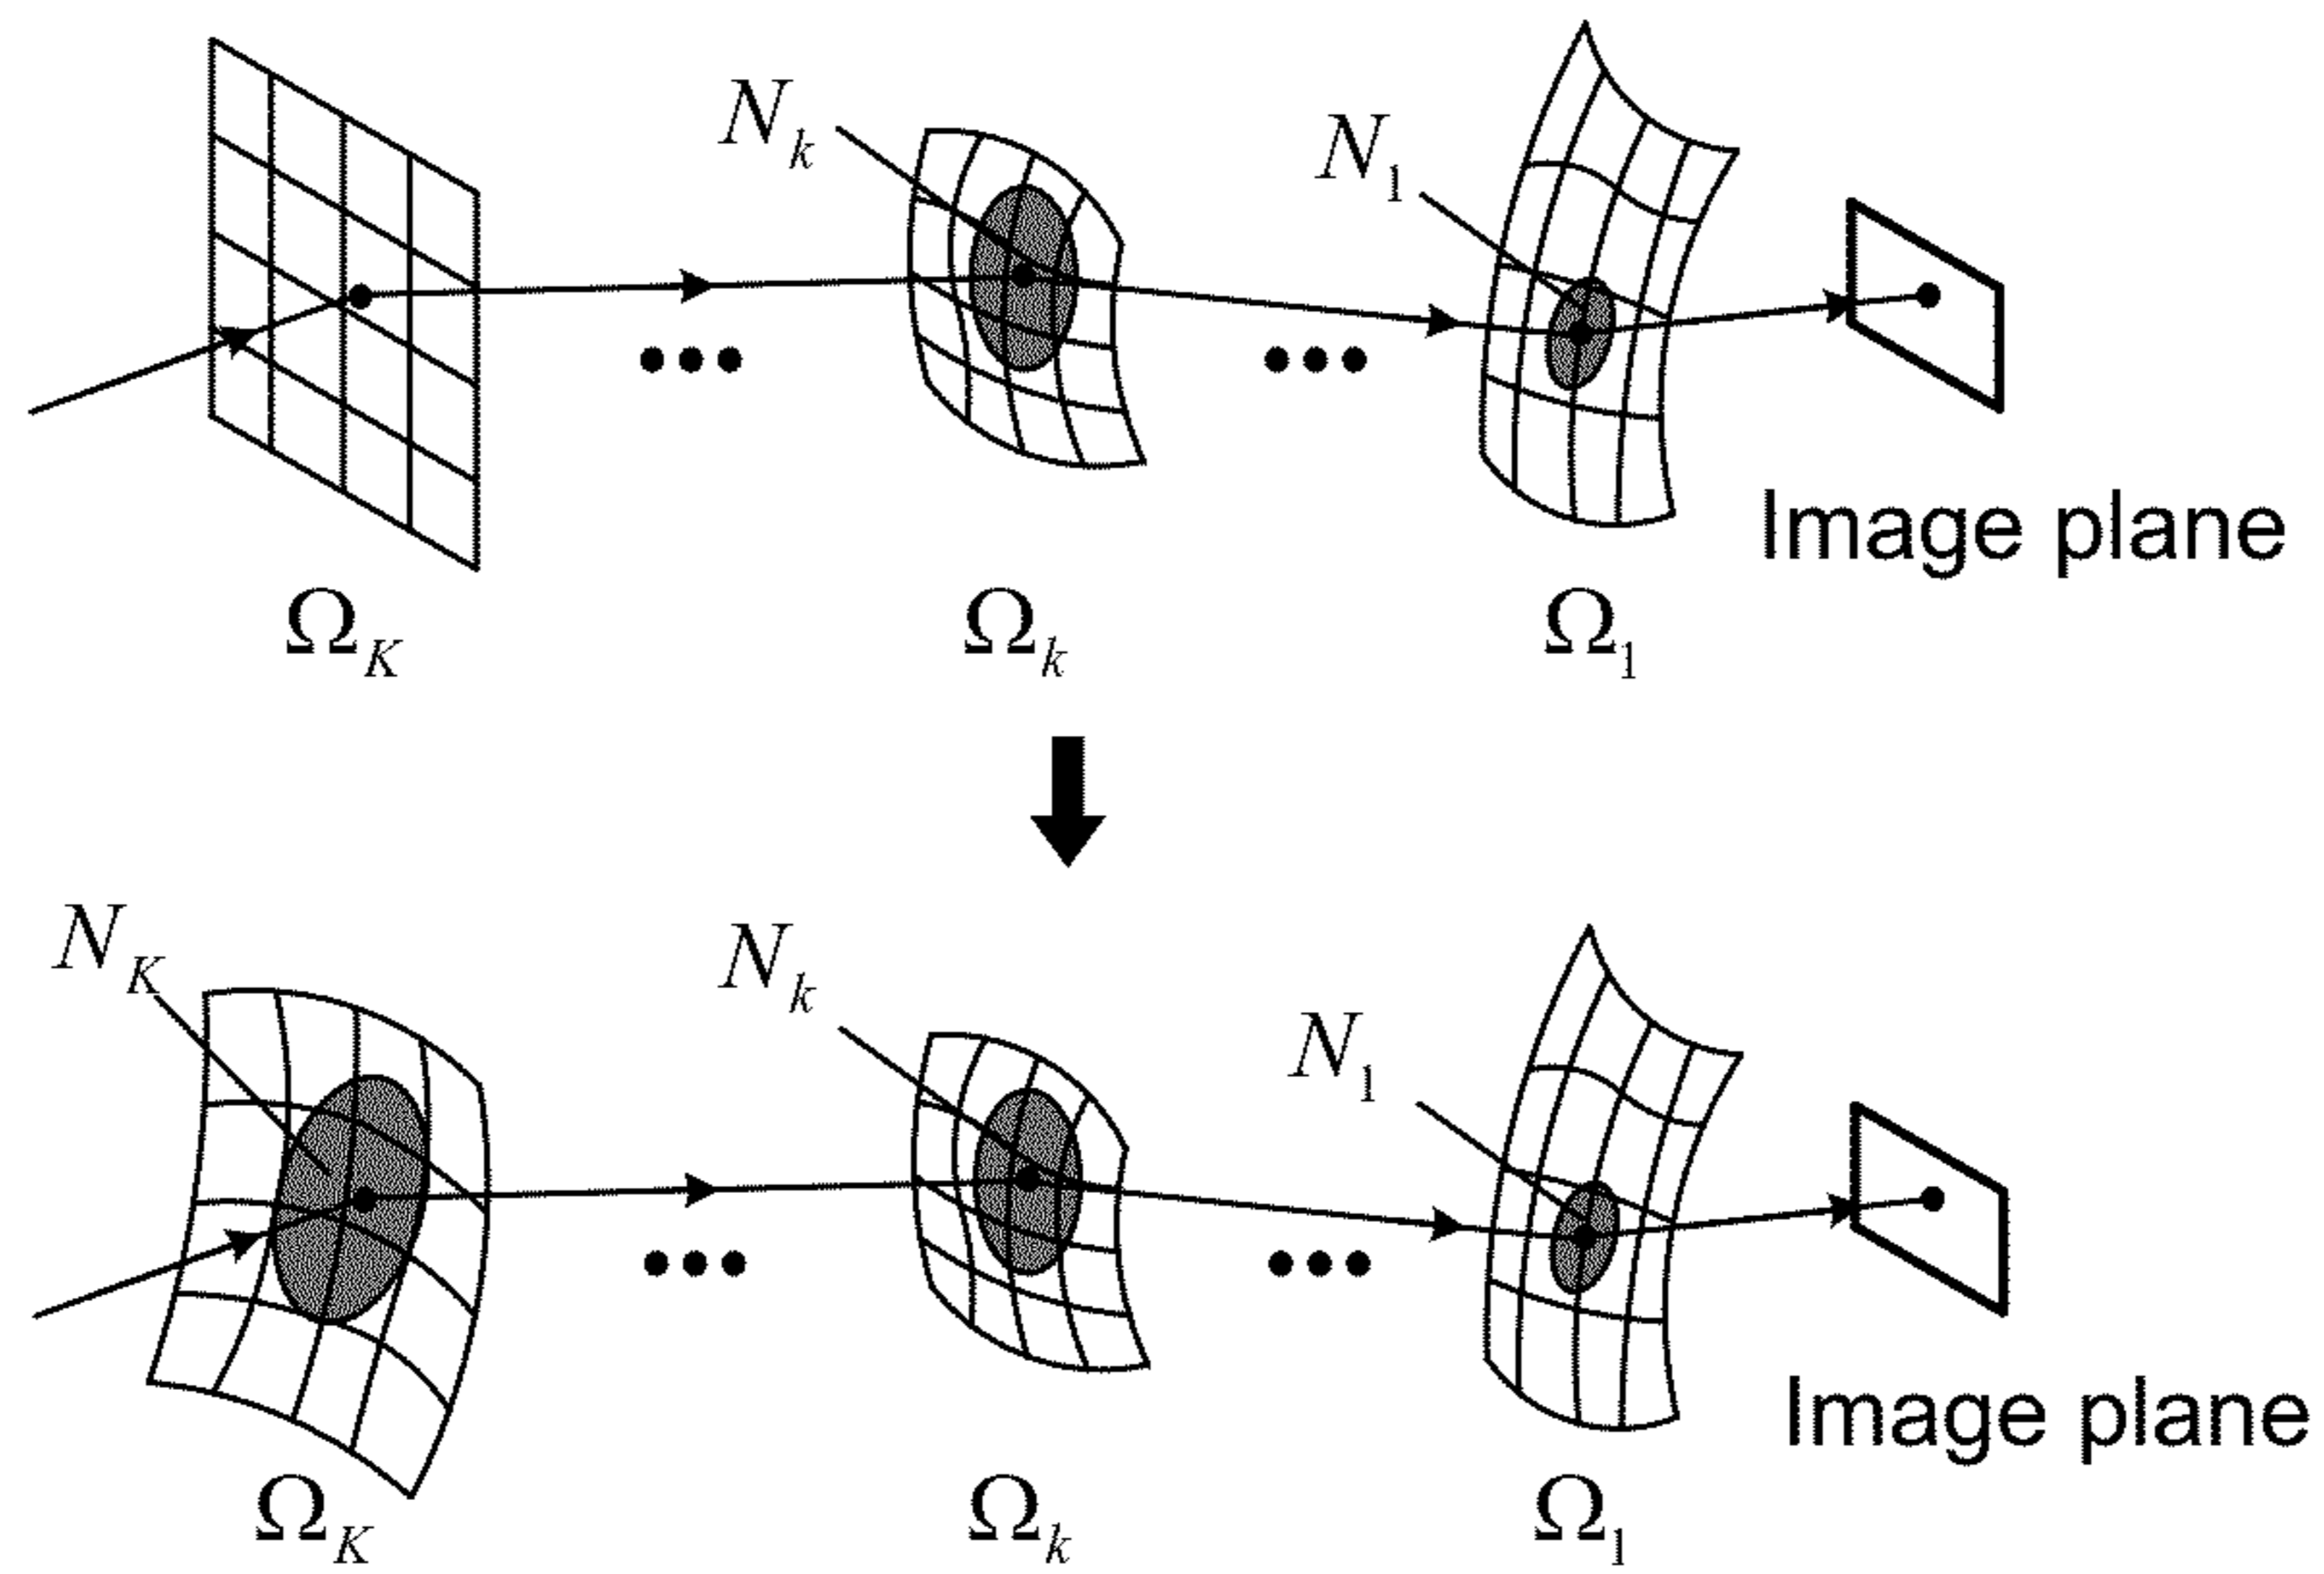 N_k
N_1
Image plane
Ω_K
Ω_k
Ω_1
N_K
N_k
N_1
Image plane
Ω_K
Ω_k
Ω_1